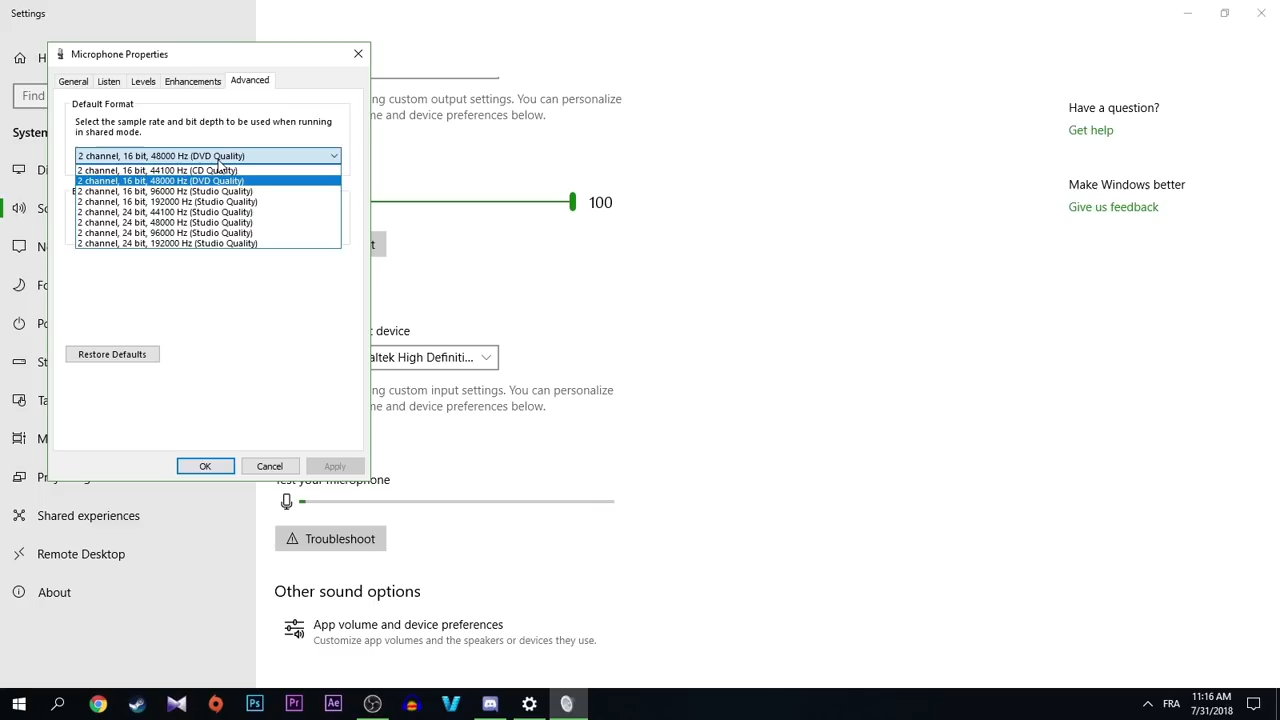 Settings
Microphone Properties
General
Listen
Levels
Enhancements
Advanced
Default Format
Select the sample rate and bit depth to be used when running
in shared mode.
2 channel, 16 bit, 48000 Hz (DVD Quality)
2 channel, 16 bit, 44100 Hz (CD Quality)
2 channel, 16 bit, 48000 Hz (DVD Quality)
2 channel, 16 bit, 96000 Hz (Studio Quality)
2 channel, 16 bit, 192000 Hz (Studio Quality)
2 channel, 24 bit, 44100 Hz (Studio Quality)
2 channel, 24 bit, 48000 Hz (Studio Quality)
2 channel, 24 bit, 96000 Hz (Studio Quality)
2 channel, 24 bit, 192000 Hz (Studio Quality)
Restore Defaults
OK
Cancel
Apply
Find
System
Shared experiences
Remote Desktop
About
custom output settings. You can personalize
and device preferences below.
100
device
High Definiti...
custom input settings. You can personalize
and device preferences below.
Test your microphone
Troubleshoot
Other sound options
App volume and device preferences
Customize app volumes and the speakers or devices they use.
Have a question?
Get help
Make Windows better
Give us feedback
Ps
Pr
Ae
FRA
11:16 AM
7/31/2018